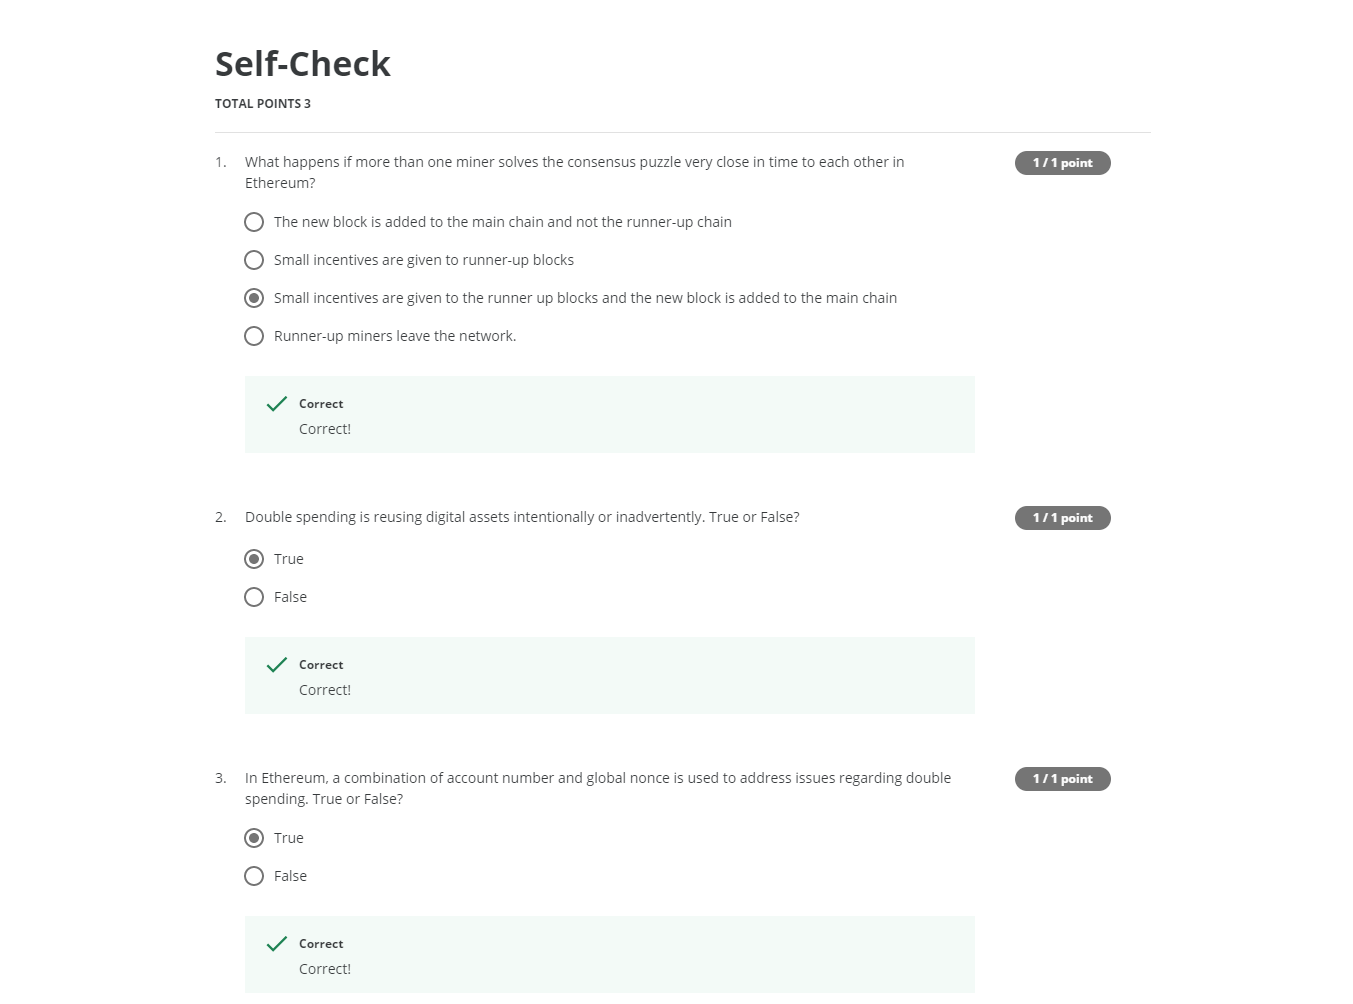 Self-Check
TOTAL POINTS 3
1. What happens if more than one miner solves the consensus puzzle very close in time to each other in
Ethereum?
1 / 1 point
The new block is added to the main chain and not the runner-up chain
Small incentives are given to runner-up blocks
Small incentives are given to the runner up blocks and the new block is added to the main chain
Runner-up miners leave the network.
Correct
Correct!
2. Double spending is reusing digital assets intentionally or inadvertently. True or False?
1 / 1 point
True
False
Correct
Correct!
3. In Ethereum, a combination of account number and global nonce is used to address issues regarding double
spending. True or False?
1 / 1 point
True
False
Correct
Correct!